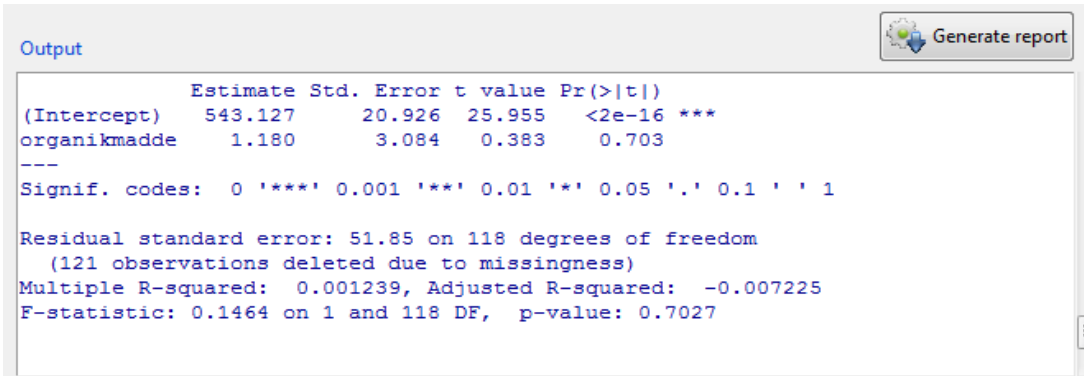 Output
Generate report
Estimate Std. Error t value Pr(>|t|)
(Intercept) 543.127 20.926 25.955 <2e-16 ***
organikmadde 1.180 3.084 0.383 0.703
---
Signif. codes: 0 '***' 0.001 '**' 0.01 '*' 0.05 '.' 0.1 ' ' 1
Residual standard error: 51.85 on 118 degrees of freedom
(121 observations deleted due to missingness)
Multiple R-squared: 0.001239, Adjusted R-squared: -0.007225
F-statistic: 0.1464 on 1 and 118 DF, p-value: 0.7027